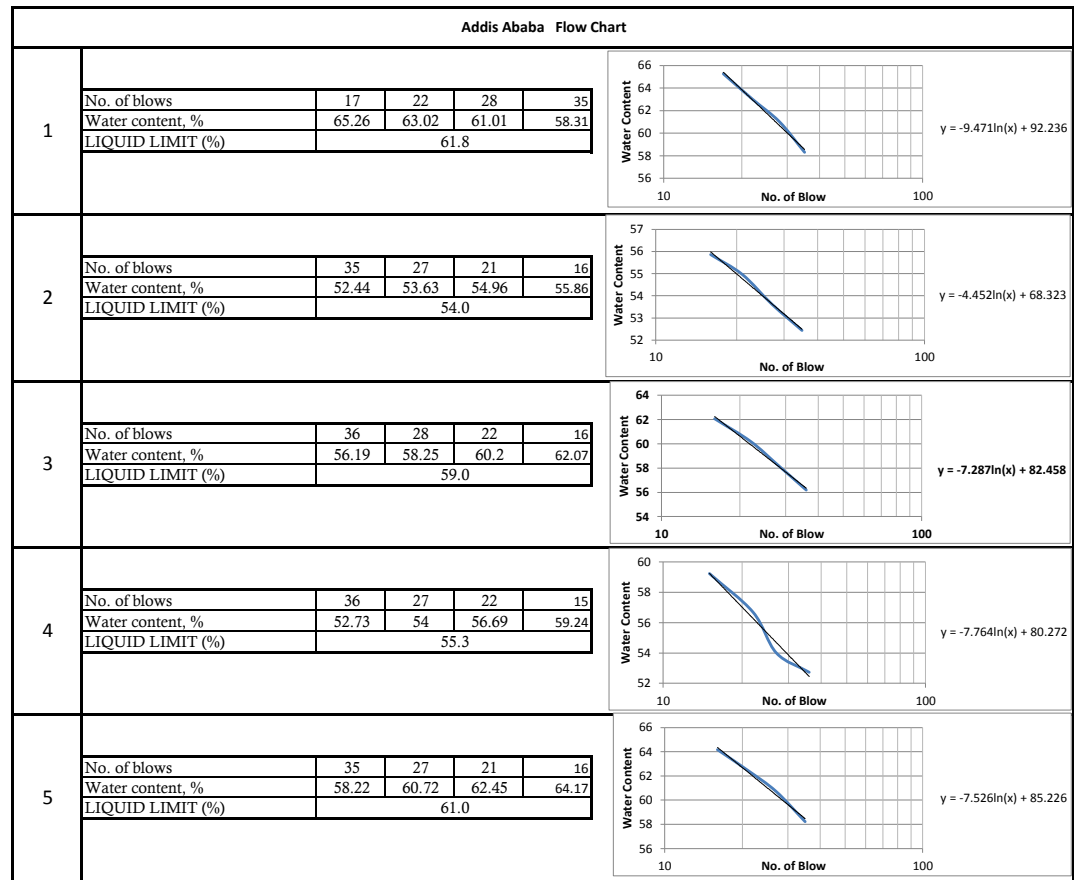 Addis Ababa Flow Chart
1
No. of blows 17 22 28 35
Water content, % 65.26 63.02 61.01 58.31
LIQUID LIMIT (%) 61.8
66
64
62
60
58
56
Water Content
10 100
No. of Blow
y = -9.471ln(x) + 92.236
2
No. of blows 35 27 21 16
Water content, % 52.44 53.63 54.96 55.86
LIQUID LIMIT (%) 54.0
57
56
55
54
53
52
Water Content
10 100
No. of Blow
y = -4.452ln(x) + 68.323
3
No. of blows 36 28 22 16
Water content, % 56.19 58.25 60.2 62.07
LIQUID LIMIT (%) 59.0
64
62
60
58
56
54
Water Content
10 100
No. of Blow
y = -7.287ln(x) + 82.458
4
No. of blows 36 27 22 15
Water content, % 52.73 54 56.69 59.24
LIQUID LIMIT (%) 55.3
60
58
56
54
52
Water Content
10 100
No. of Blow
y = -7.764ln(x) + 80.272
5
No. of blows 35 27 21 16
Water content, % 58.22 60.72 62.45 64.17
LIQUID LIMIT (%) 61.0
66
64
62
60
58
56
Water Content
10 100
No. of Blow
y = -7.526ln(x) + 85.226